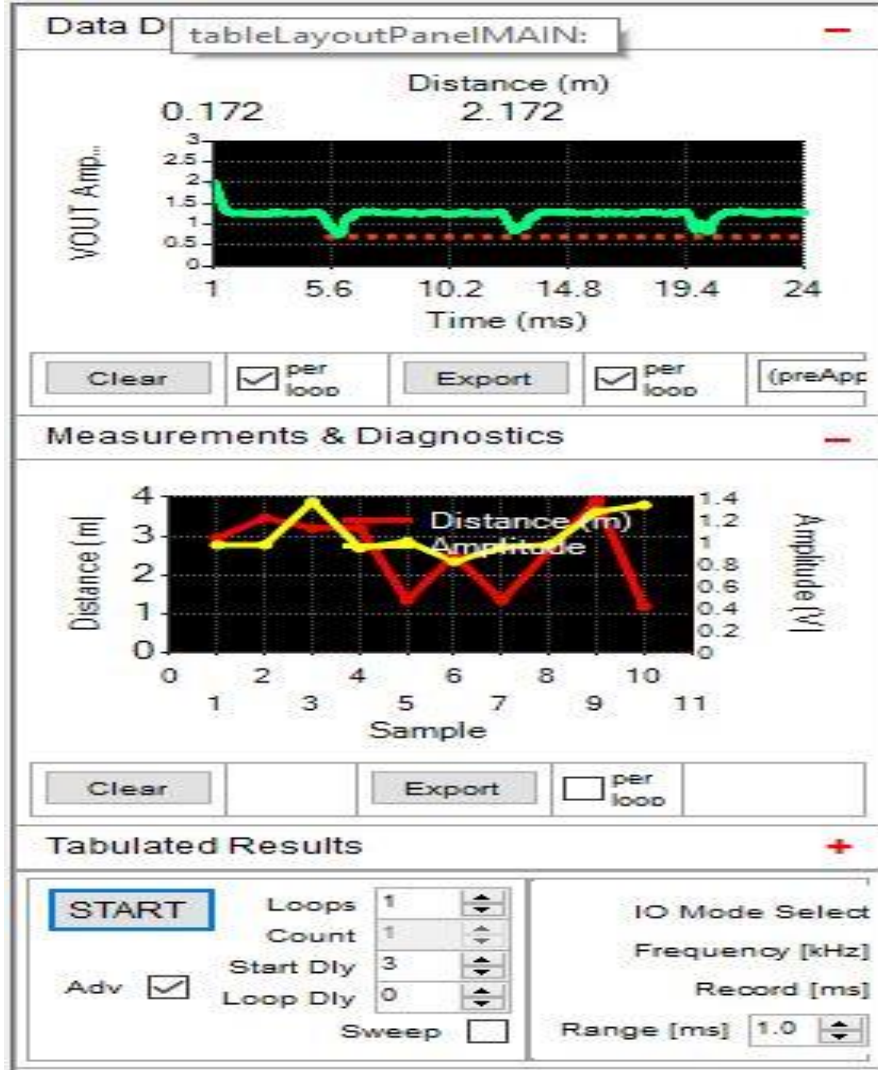 Data D
tableLayoutPanelMAIN:
Distance (m)
0.172 2.172
VOUT Amp...
3
2.5
2
1.5
1
0.5
0
1 5.6 10.2 14.8 19.4 24
Time (ms)
Clear
per loop
Export
per loop
(preApp
Measurements & Diagnostics
Distance (m)
4
3
2
1
0
Distance (m)
Amplitude
1.4
1.2
1
0.8
0.6
0.4
0.2
0
Amplitude (V)
0 2 4 6 8 10
1 3 5 7 9 11
Sample
Clear
Export
per loop
Tabulated Results
START
Adv
Loops 1
Count 1
Start Dly 3
Loop Dly 0
Sweep
IO Mode Select
Frequency [kHz]
Record [ms]
Range [ms] 1.0